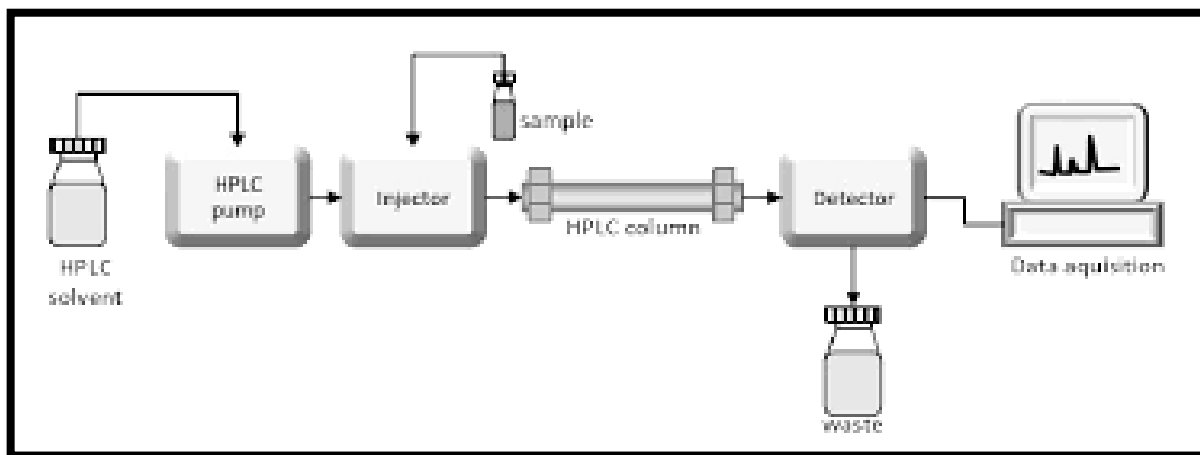 sample
HPLC
pump
Injector
Detector
HPLC column
HPLC
solvent
Data aquisition
waste